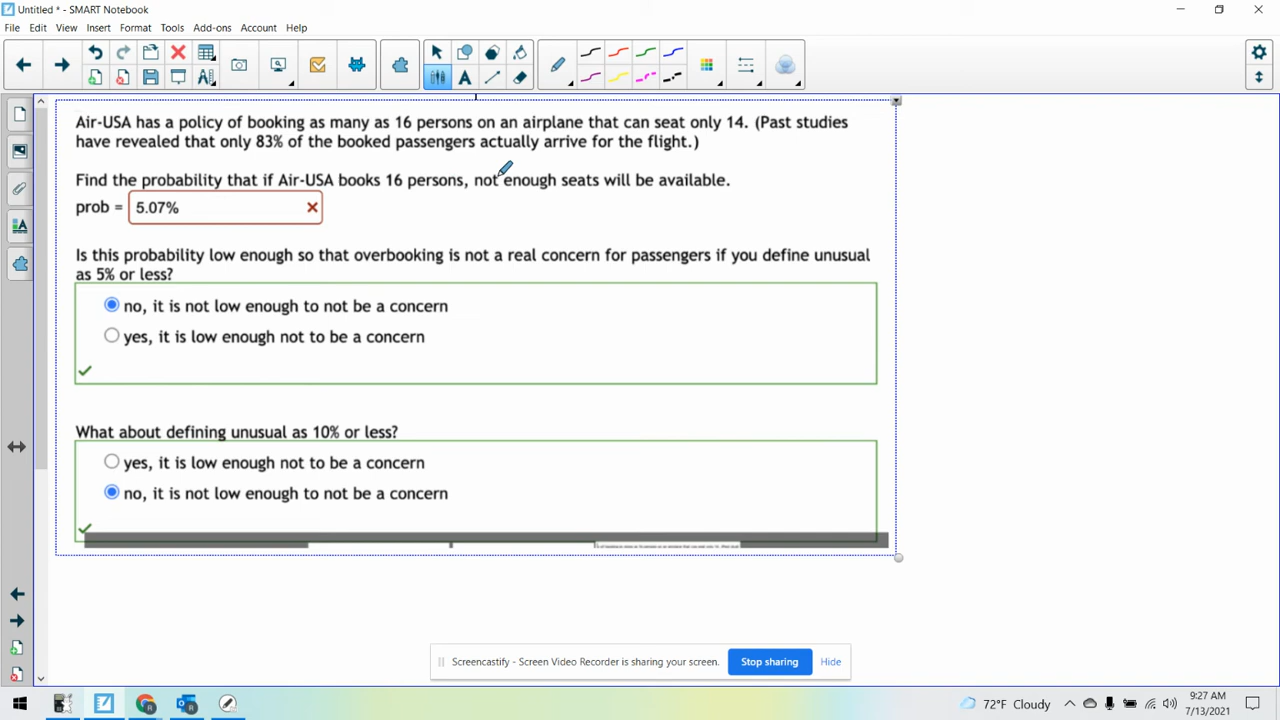 Untitled * - SMART Notebook
File Edit View Insert Format Tools Add-ons Account Help
Air-USA has a policy of booking as many as 16 persons on an airplane that can seat only 14. (Past studies
have revealed that only 83% of the booked passengers actually arrive for the flight.)
Find the probability that if Air-USA books 16 persons, not enough seats will be available.
prob = 5.07%
Is this probability low enough so that overbooking is not a real concern for passengers if you define unusual
as 5% or less?
no, it is not low enough to not be a concern
yes, it is low enough not to be a concern
What about defining unusual as 10% or less?
yes, it is low enough not to be a concern
no, it is not low enough to not be a concern
Screencastify - Screen Video Recorder is sharing your screen. Stop sharing Hide
72°F Cloudy
9:27 AM
7/13/2021